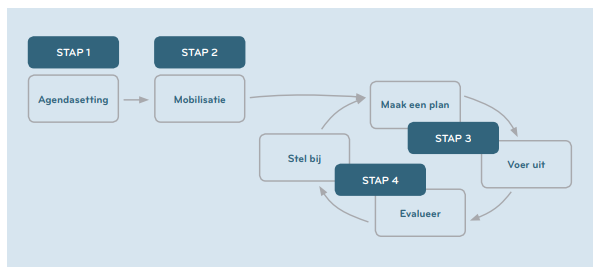 STAP 1
Agendasetting
STAP 2
Mobilisatie
Maak een plan
STAP 3
Voer uit
STAP 4
Evalueer
Stel bij